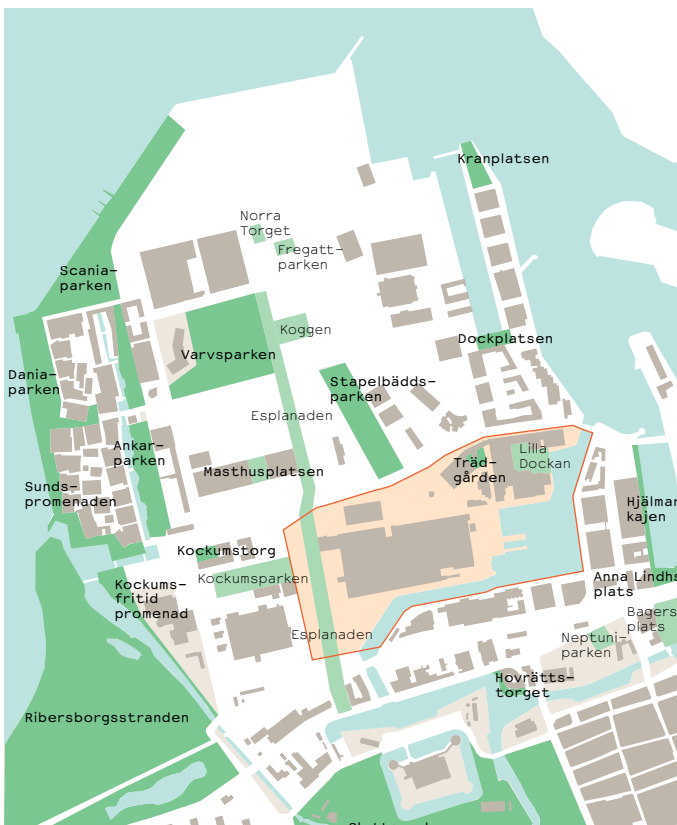 Kranplatsen
Norra
Torget
Fregatt-
parken
Scania-
parken
Koggen
Dockplatsen
Varvsparken
Dania-
parken
Stapelbädds-
parken
Esplanaden
Ankar-
parken
Lilla
Dockan
Träd-
gården
Masthusplatsen
Sunds-
promenaden
Hjälmar
kajen
Kockumstorg
Kockumsparken
Kockums-
fritid
promenad
Anna Lindhs
plats
Bagers
plats
Esplanaden
Neptuni-
parken
Hovrätts-
torget
Ribersborgsstranden